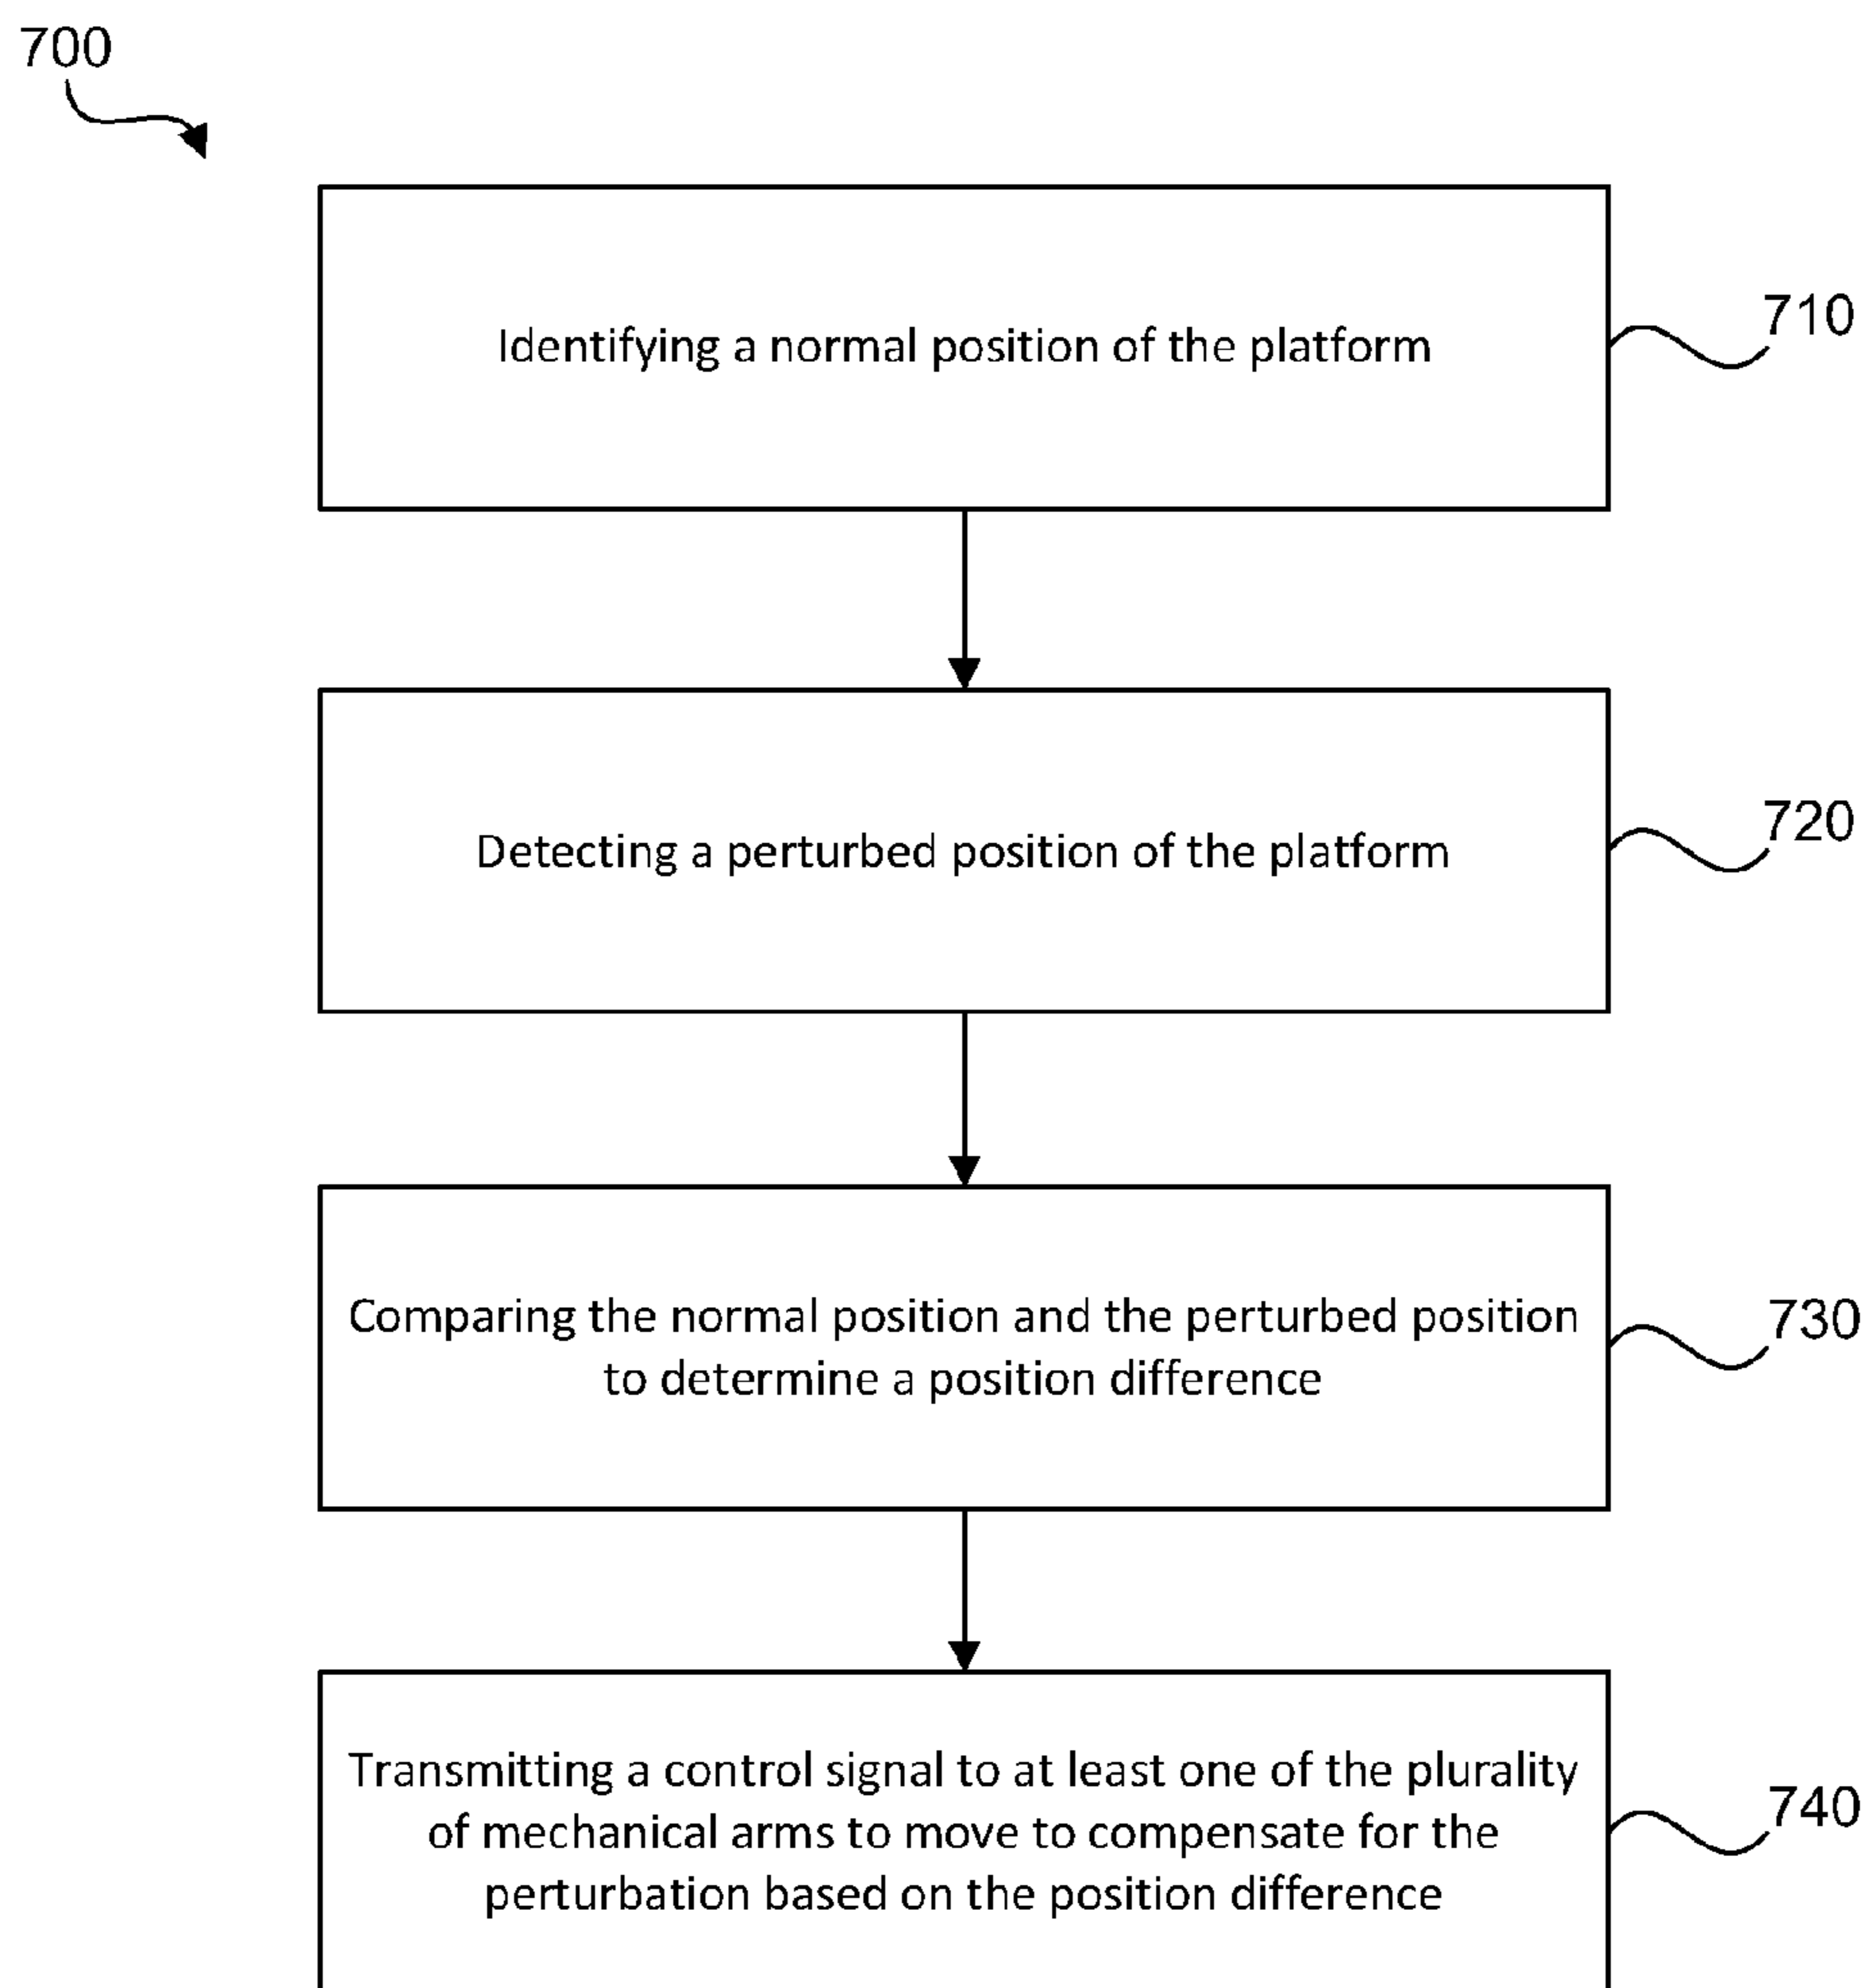 700
Identifying a normal position of the platform
710
Detecting a perturbed position of the platform
720
Comparing the normal position and the perturbed position
to determine a position difference
730
Transmitting a control signal to at least one of the plurality
of mechanical arms to move to compensate for the
perturbation based on the position difference
740